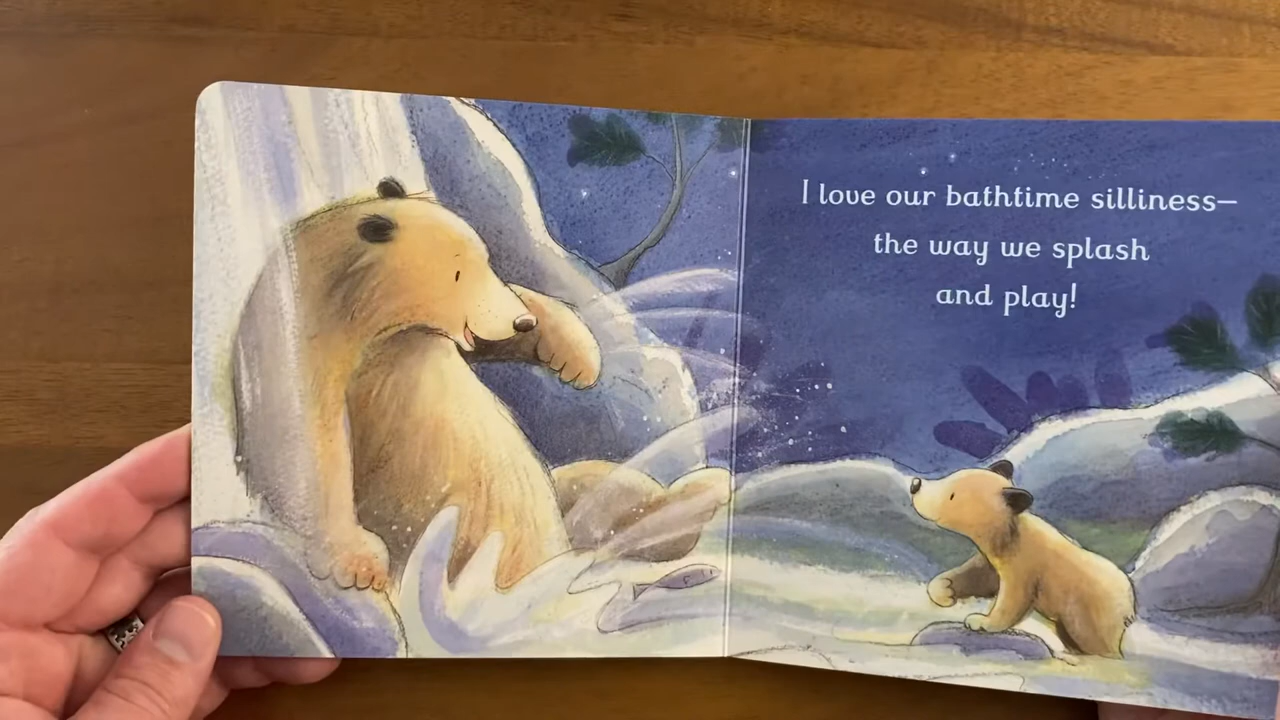 I love our bathtime silliness—
the way we splash
and play!